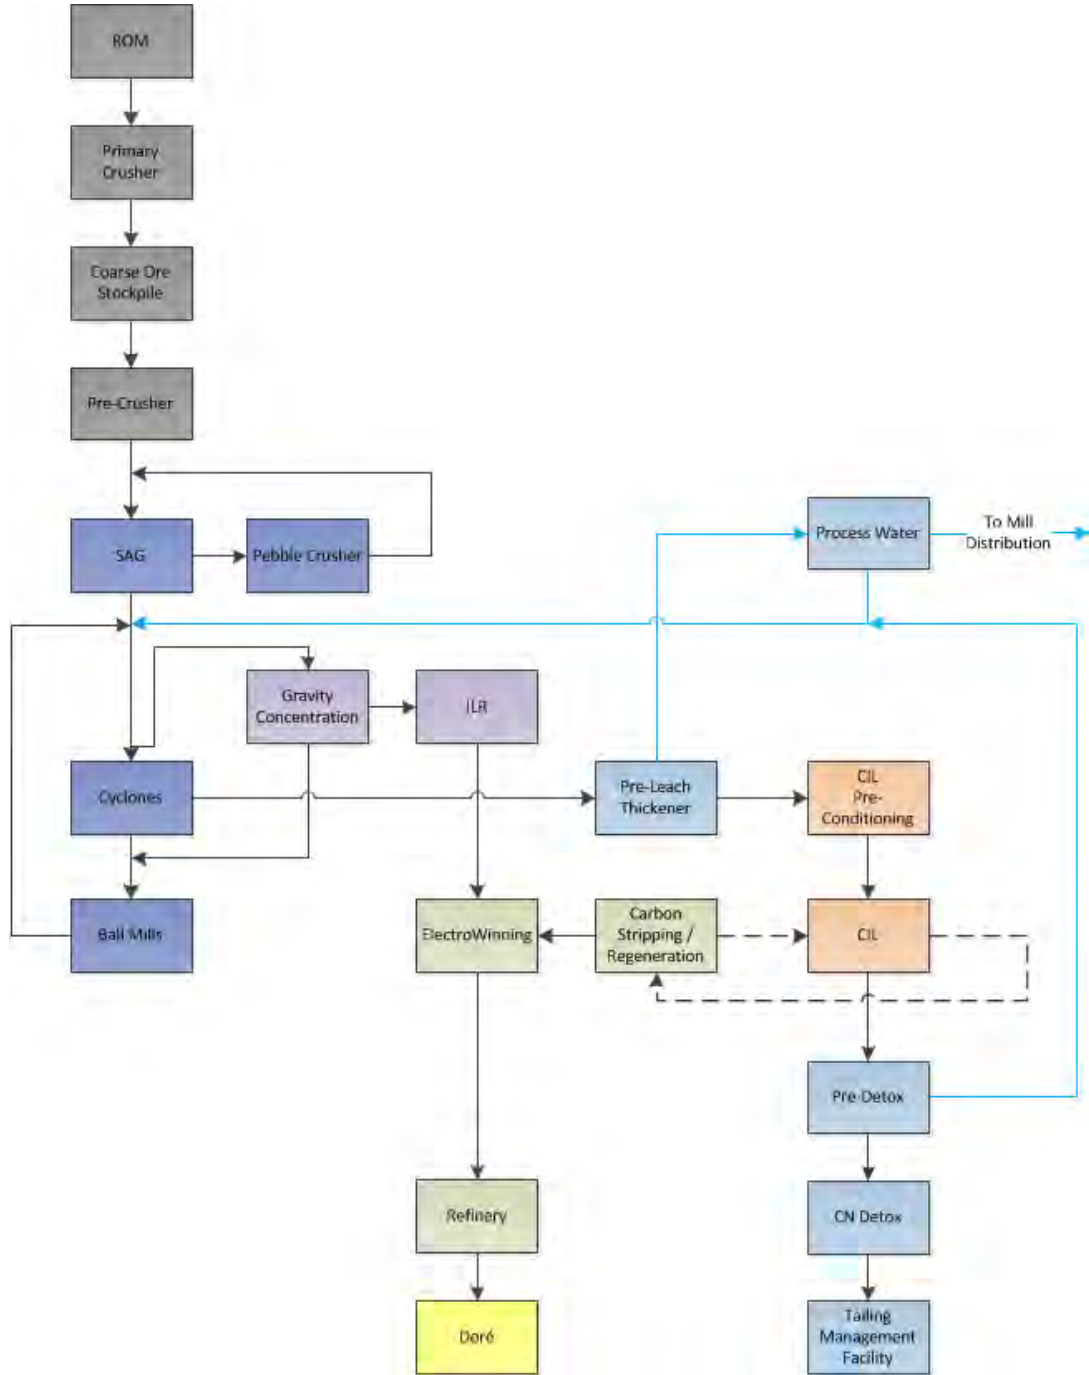 ROM
Primary
Crusher
Coarse Ore
Stockpile
Pre-Crusher
SAG
Pebble Crusher
Process Water
To Mill
Distribution
Gravity
Concentration
ILR
Cyclones
Pre-Leach
Thickener
CIL
Pre-
Conditioning
Ball Mills
ElectroWinning
Carbon
Stripping /
Regeneration
CIL
Pre-Detox
Refinery
CN Detox
Doré
Tailing
Management
Facility